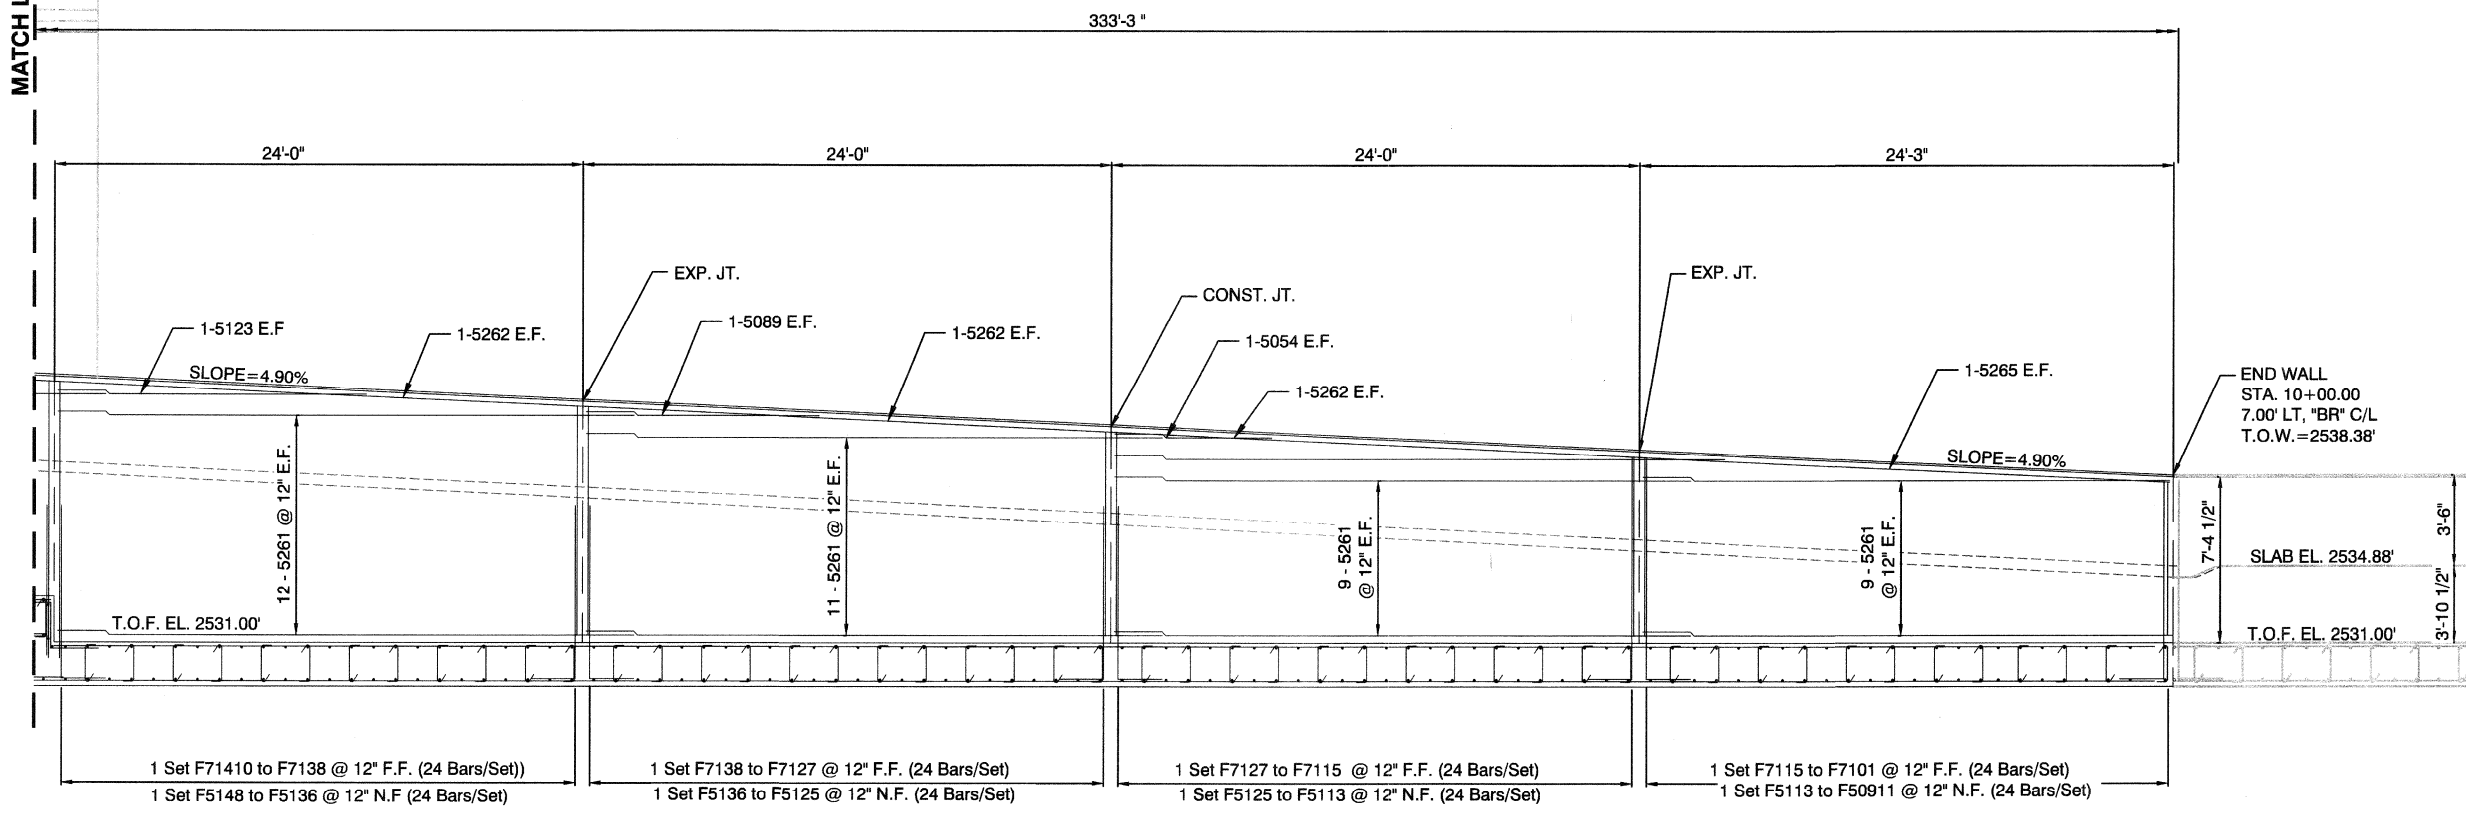 MATCH L
333'-3 "
24'-0"
24'-0"
24'-0"
24'-3"
EXP. JT.
EXP. JT.
CONST. JT.
1-5123 E.F
1-5262 E.F.
1-5089 E.F.
1-5262 E.F.
1-5054 E.F.
1-5262 E.F.
1-5265 E.F.
SLOPE=4.90%
SLOPE=4.90%
END WALL
STA. 10+00.00
7.00' LT, "BR" C/L
T.O.W.=2538.38'
12 - 5261 @ 12" E.F.
11 - 5261 @ 12" E.F.
9 - 5261
@ 12" E.F.
9 - 5261
@ 12" E.F.
7'-4 1/2"
3'-6"
3'-10 1/2"
SLAB EL. 2534.88'
T.O.F. EL. 2531.00'
T.O.F. EL. 2531.00'
1 Set F71410 to F7138 @ 12" F.F. (24 Bars/Set))
1 Set F5148 to F5136 @ 12" N.F (24 Bars/Set)
1 Set F7138 to F7127 @ 12" F.F. (24 Bars/Set)
1 Set F5136 to F5125 @ 12" N.F. (24 Bars/Set)
1 Set F7127 to F7115 @ 12" F.F. (24 Bars/Set)
1 Set F5125 to F5113 @ 12" N.F. (24 Bars/Set)
1 Set F7115 to F7101 @ 12" F.F. (24 Bars/Set)
1 Set F5113 to F50911 @ 12" N.F. (24 Bars/Set)